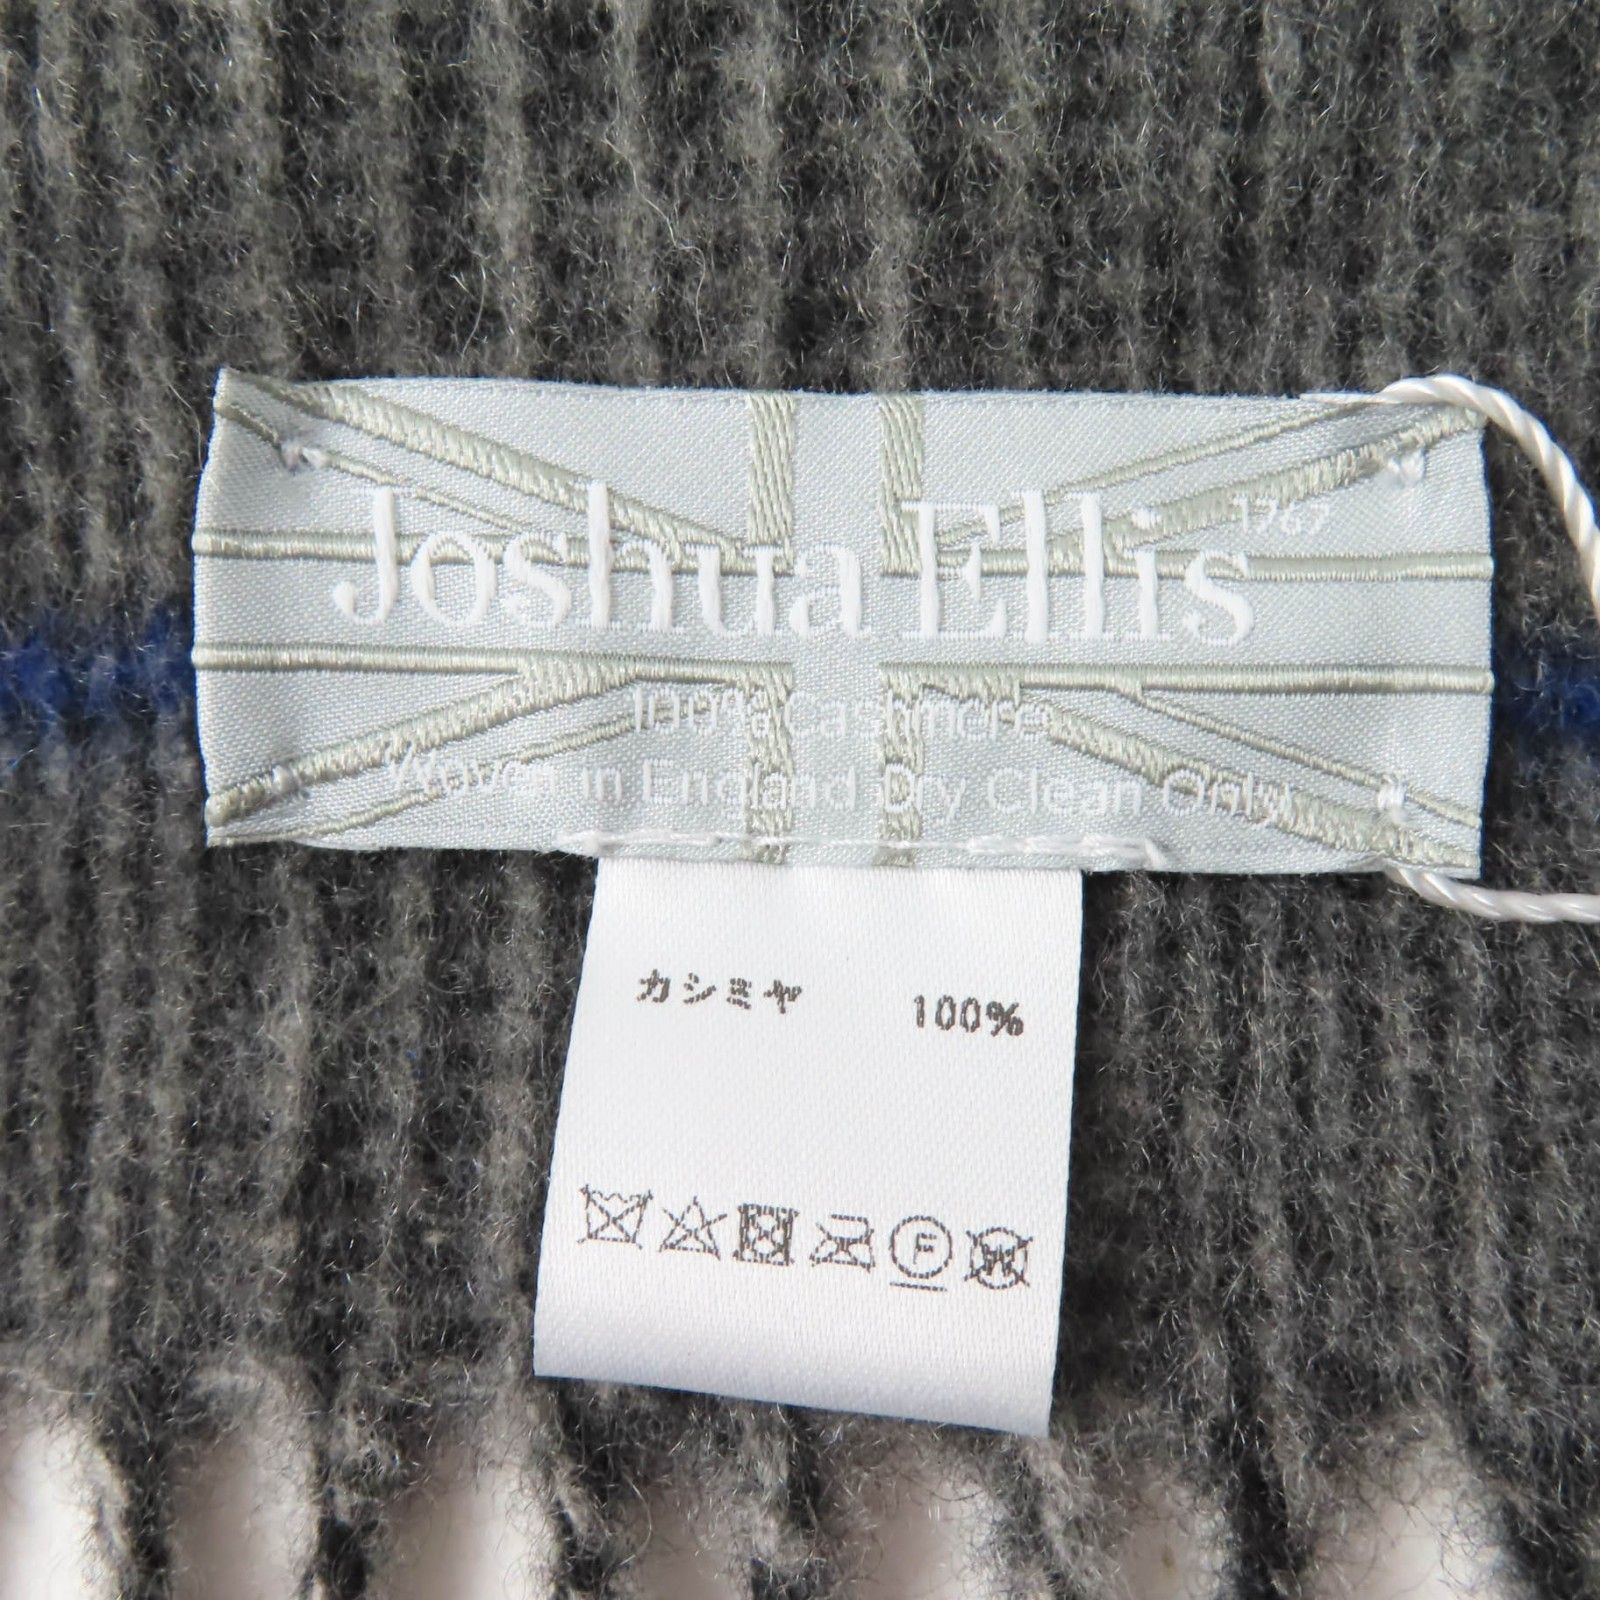 Joshua Ellis 1767
100% Cashmere
Woven in England Dry Clean Only
カシミヤ 100%
F W